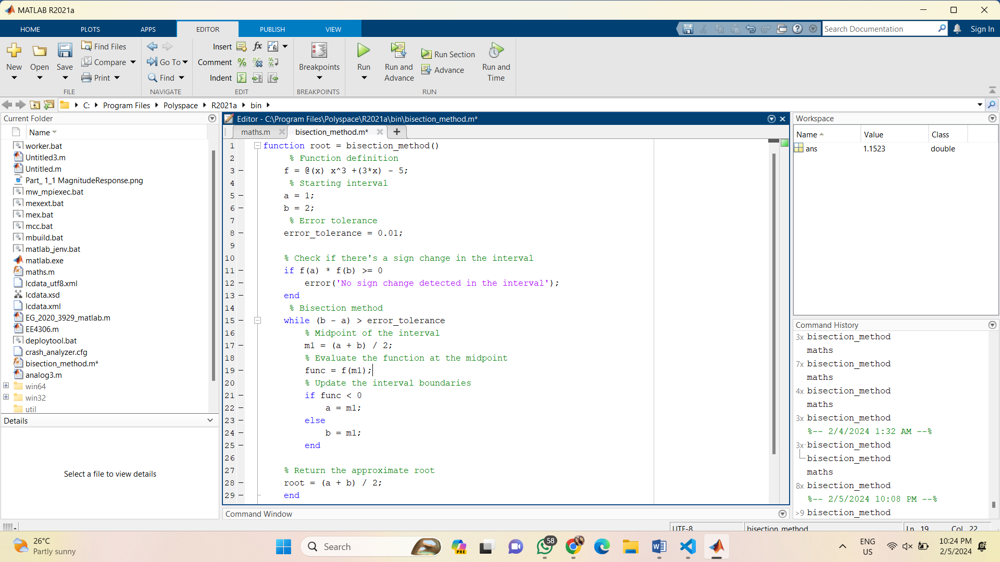 MATLAB R2021a
HOME
PLOTS
APPS
EDITOR
PUBLISH
VIEW
Search Documentation
Sign In
New
Open
Save
Find Files
Compare
Print
FILE
Go To
Find
NAVIGATE
Insert
fx
Comment
Indent
EDIT
Breakpoints
BREAKPOINTS
Run
Run and Advance
Run Section
Advance
Run and Time
RUN
C:
Program Files
Polyspace
R2021a
bin
Current Folder
Name
worker.bat
Untitled3.m
Untitled.m
Part_ 1_1 MagnitudeResponse.png
mw_mpiexec.bat
mexext.bat
mex.bat
mcc.bat
mbuild.bat
matlab_jenv.bat
matlab.exe
maths.m
lcdata_utf8.xml
lcdata.xsd
lcdata.xml
EG_2020_3929_matlab.m
EE4306.m
deploytool.bat
crash_analyzer.cfg
bisection_method.m*
analog3.m
win64
win32
util
Details
Select a file to view details
Editor - C:\Program Files\Polyspace\R2021a\bin\bisection_method.m*
maths.m
bisection_method.m*
1 function root = bisection_method()
2 % Function definition
3 f = @(x) x^3 +(3*x) - 5;
4 % Starting interval
5 a = 1;
6 b = 2;
7 % Error tolerance
8 error_tolerance = 0.01;
9
10 % Check if there's a sign change in the interval
11 if f(a) * f(b) >= 0
12 error('No sign change detected in the interval');
13 end
14 % Bisection method
15 while (b - a) > error_tolerance
16 % Midpoint of the interval
17 m1 = (a + b) / 2;
18 % Evaluate the function at the midpoint
19 func = f(m1);
20 % Update the interval boundaries
21 if func < 0
22 a = m1;
23 else
24 b = m1;
25 end
26
27 % Return the approximate root
28 root = (a + b) / 2;
29 end
Command Window
Workspace
Name Value Class
ans 1.1523 double
Command History
3x bisection_method
maths
7x bisection_method
maths
4x bisection_method
maths
3x bisection_method
%-- 2/4/2024 1:32 AM --%
3x bisection_method
bisection_method
maths
8x bisection_method
%-- 2/5/2024 10:08 PM --%
>9 bisection_method
UTF-8
bisection_method
Ln 19 Col 22
26°C
Partly sunny
Search
PRE
58
ENG
US
10:24 PM
2/5/2024